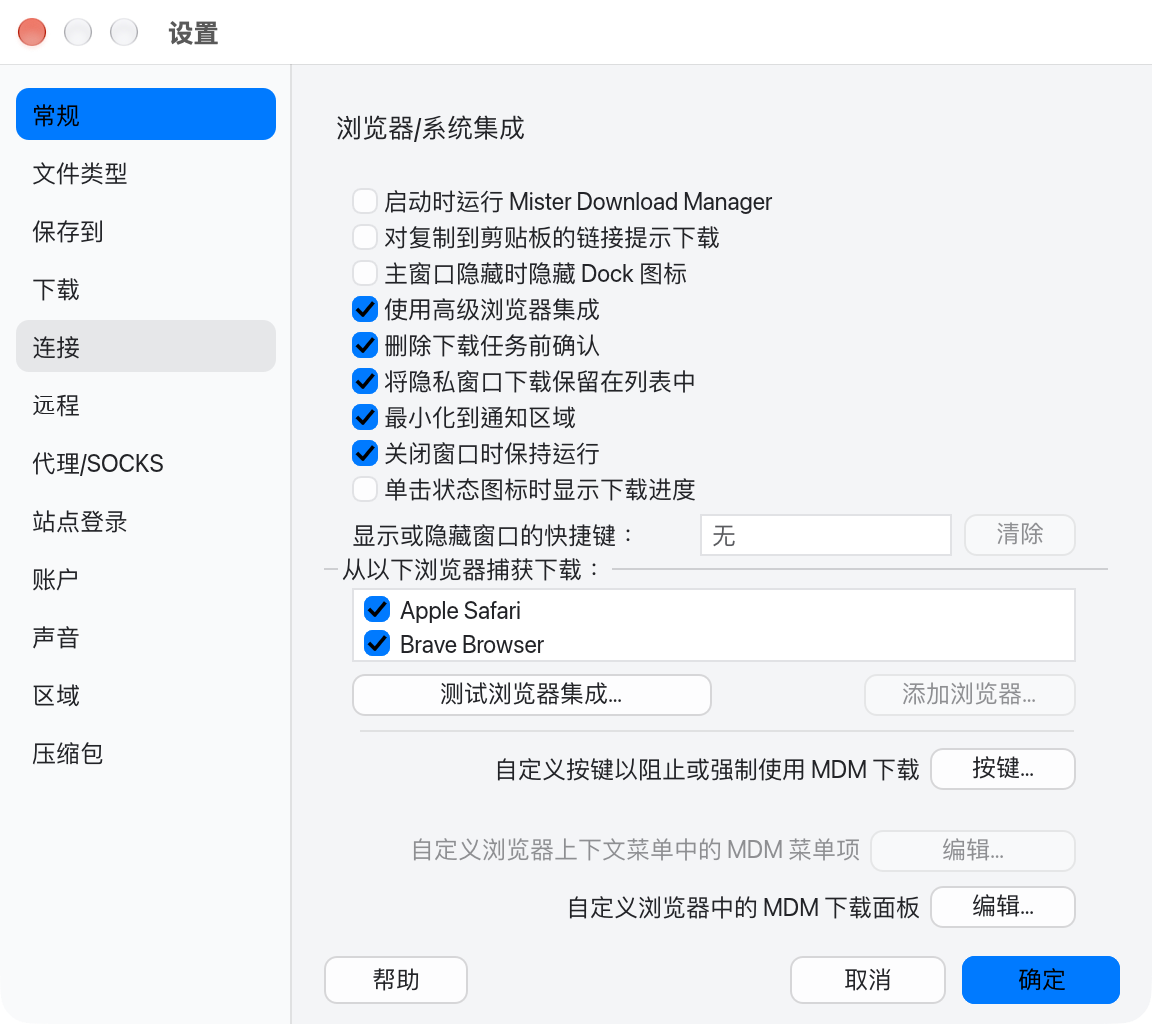 设置
常规
文件类型
保存到
下载
连接
远程
代理/SOCKS
站点登录
账户
声音
区域
压缩包
浏览器/系统集成
启动时运行 Mister Download Manager
对复制到剪贴板的链接提示下载
主窗口隐藏时隐藏 Dock 图标
使用高级浏览器集成
删除下载任务前确认
将隐私窗口下载保留在列表中
最小化到通知区域
关闭窗口时保持运行
单击状态图标时显示下载进度
显示或隐藏窗口的快捷键： 无 清除
从以下浏览器捕获下载：
Apple Safari
Brave Browser
测试浏览器集成... 添加浏览器...
自定义按键以阻止或强制使用 MDM 下载 按键...
自定义浏览器上下文菜单中的 MDM 菜单项 编辑...
自定义浏览器中的 MDM 下载面板 编辑...
帮助 取消 确定